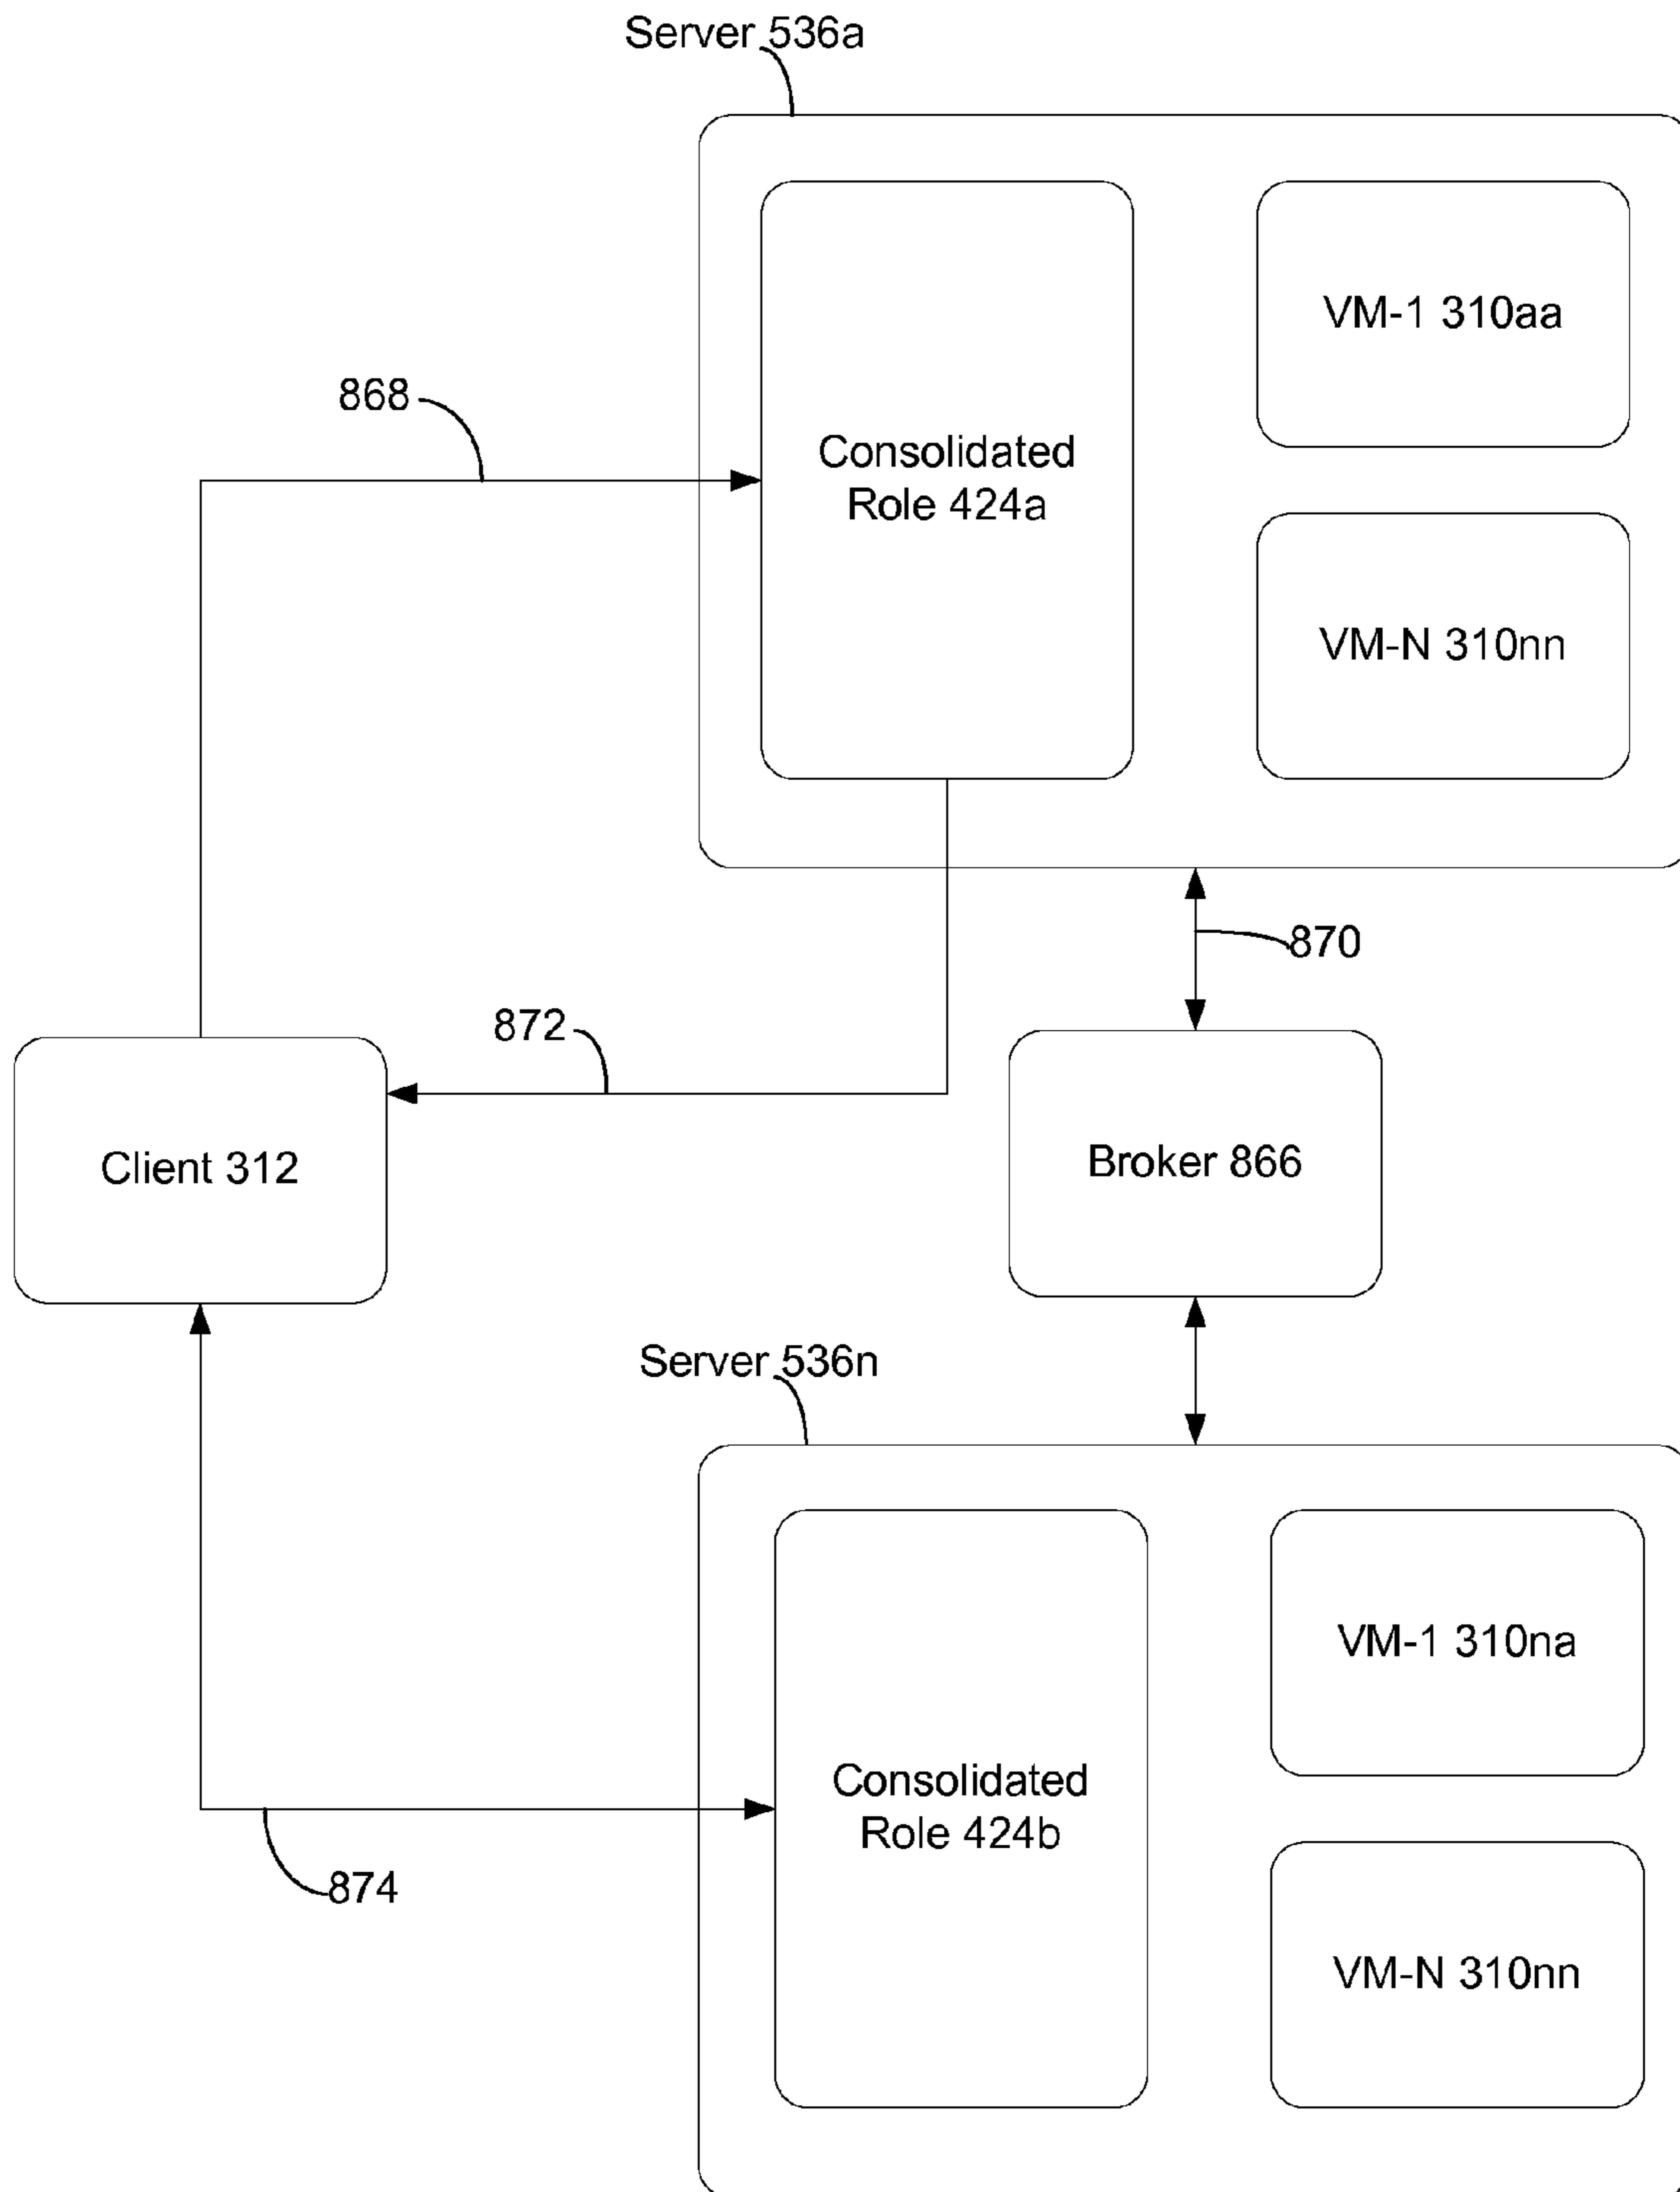 Server 536a
VM-1 310aa
868
Consolidated
Role 424a
VM-N 310nn
870
872
Client 312
Broker 866
Server 536n
VM-1 310na
Consolidated
Role 424b
874
VM-N 310nn